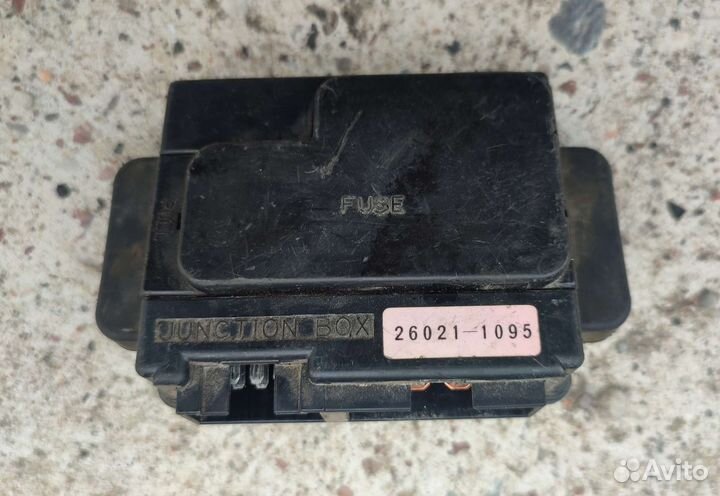 FUSE
JUNCTION BOX
26021-1095
Avito